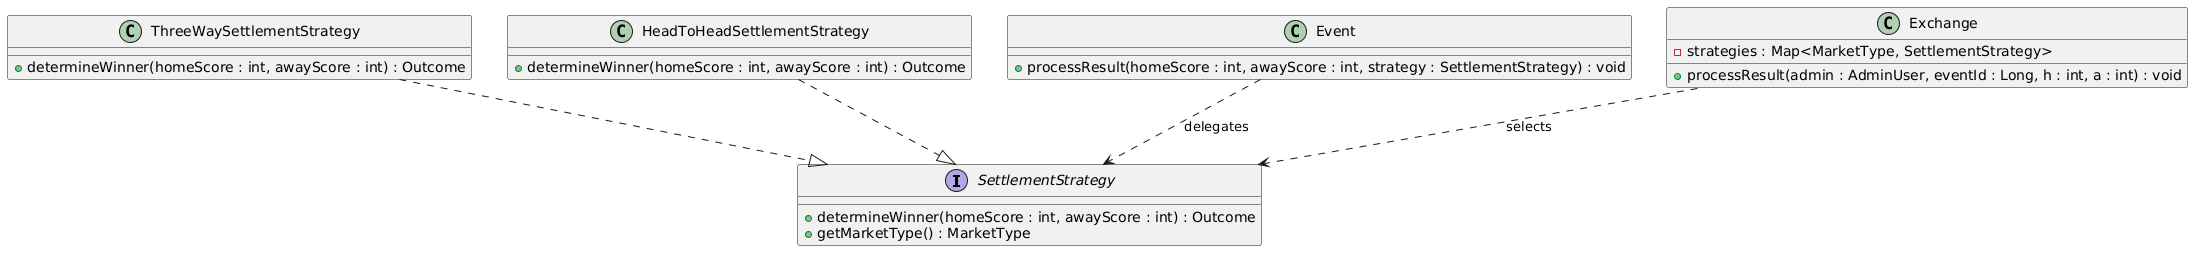 C ThreeWaySettlementStrategy
determineWinner(homeScore : int, awayScore : int) : Outcome
C HeadToHeadSettlementStrategy
determineWinner(homeScore : int, awayScore : int) : Outcome
C Event
processResult(homeScore : int, awayScore : int, strategy : SettlementStrategy) : void
C Exchange
strategies : Map<MarketType, SettlementStrategy>
processResult(admin : AdminUser, eventId : Long, h : int, a : int) : void
delegates
selects
I SettlementStrategy
determineWinner(homeScore : int, awayScore : int) : Outcome
getMarketType() : MarketType